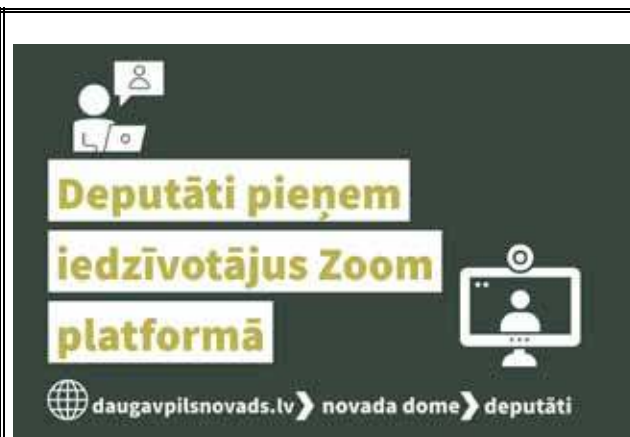 Deputāti pieņem
iedzīvotājus Zoom
platformā
daugavpilsnovads.lv❯ novada dome❯ deputāti